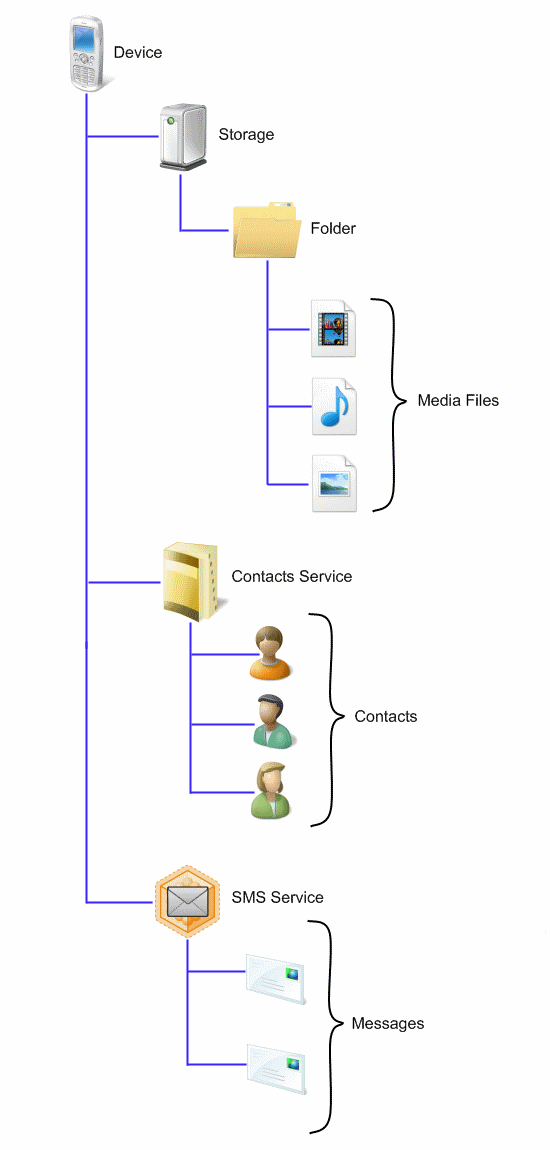 Device
Storage
Folder
Media Files
Contacts Service
Contacts
SMS Service
Messages